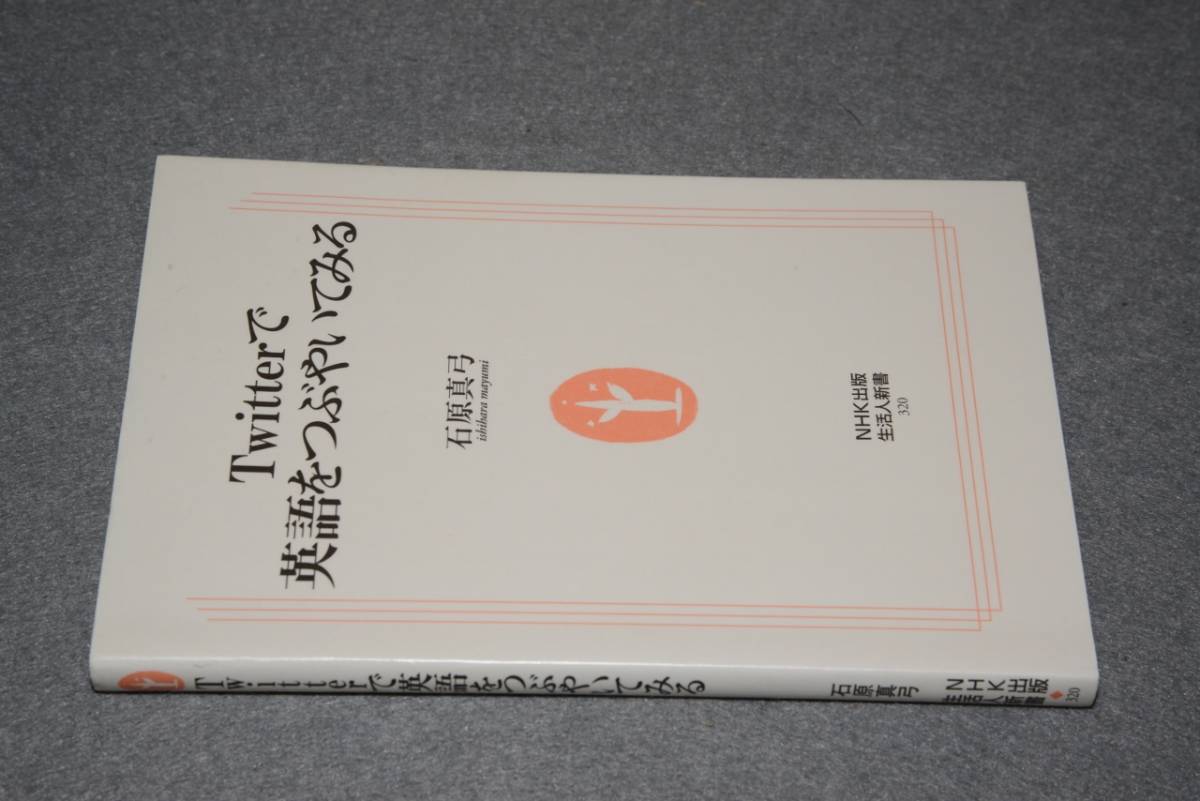 Twitterで
英語をつぶやいてみる
石原真弓
ishihara mayumi
NHK出版
生活人新書
320
Twitterで英語をつぶやいてみる
石原真弓
NHK出版
生活人新書
320